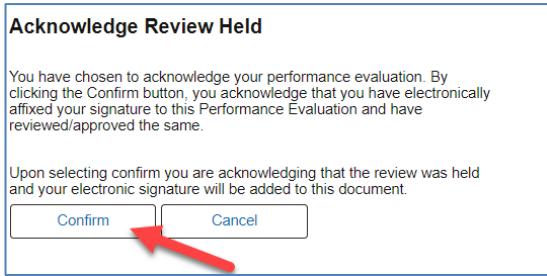 Acknowledge Review Held
You have chosen to acknowledge your performance evaluation. By
clicking the Confirm button, you acknowledge that you have electronically
affixed your signature to this Performance Evaluation and have
reviewed/approved the same.
Upon selecting confirm you are acknowledging that the review was held
and your electronic signature will be added to this document.
Confirm Cancel